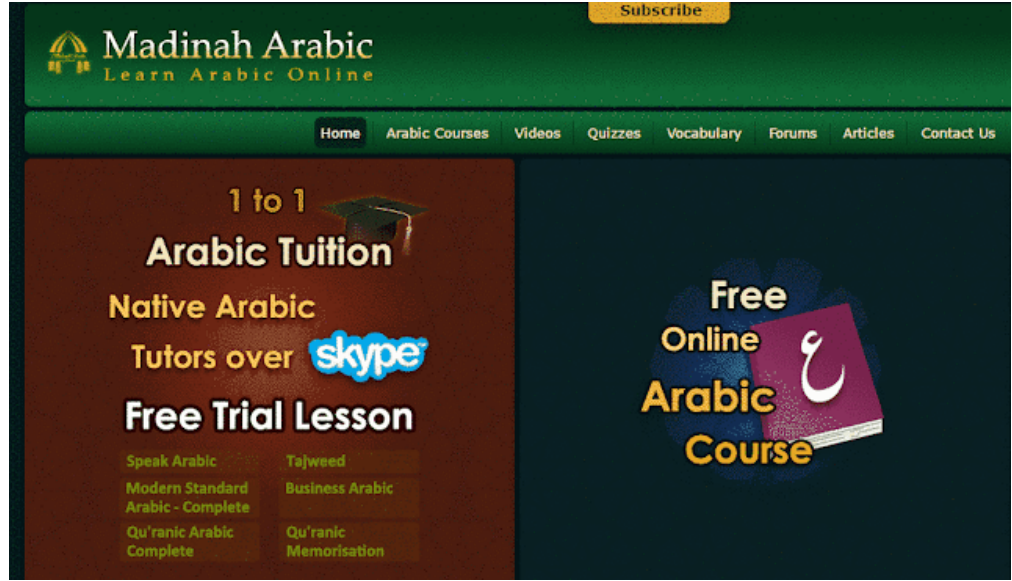 Subscribe
Madinah Arabic
Learn Arabic Online
Home Arabic Courses Videos Quizzes Vocabulary Forums Articles Contact Us
1 to 1
Arabic Tuition
Native Arabic
Tutors over skype
Free Trial Lesson
Speak Arabic Tajweed
Modern Standard Business Arabic
Arabic - Complete
Qu'ranic Arabic Qu'ranic
Complete Memorisation
Free
Online
ع
Arabic
Course